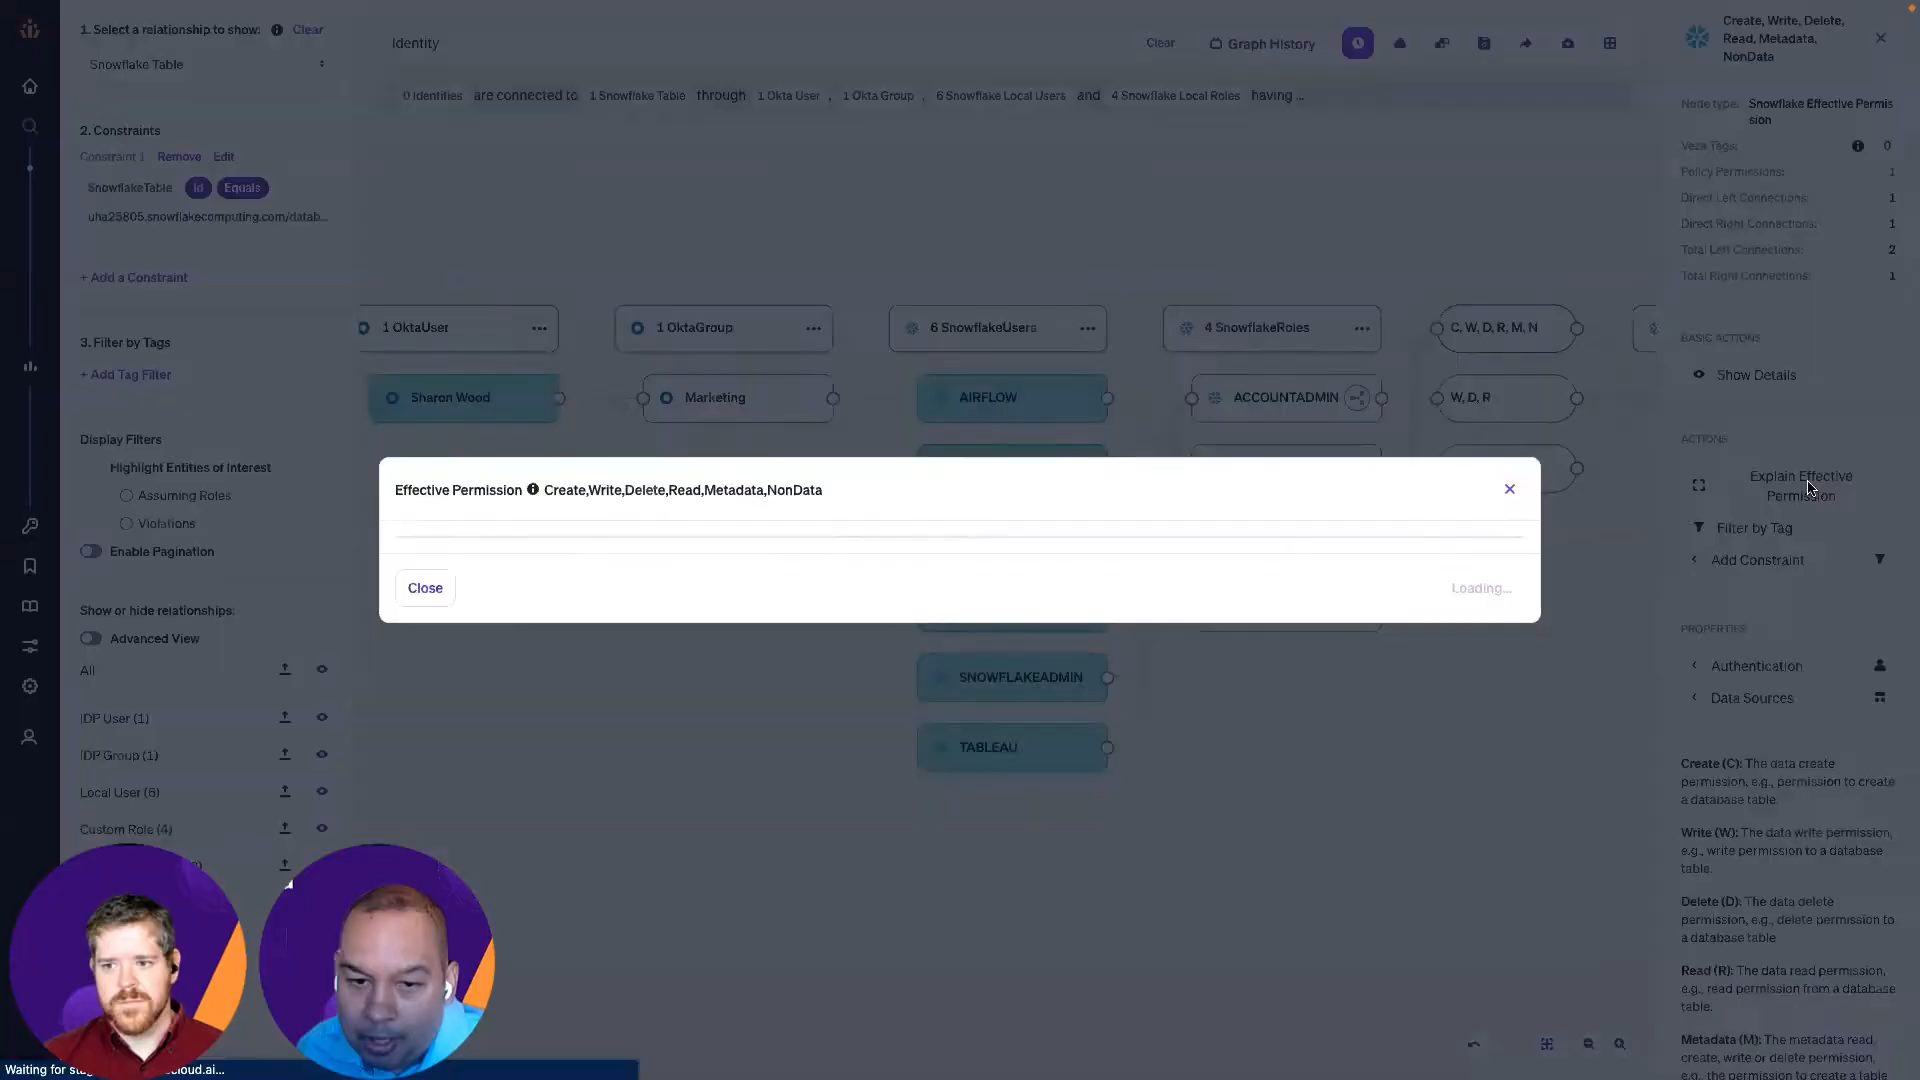 1. Select a relationship to show:
Clear
Snowflake Table
2. Constraints
Constraint 1
Remove
Edit
SnowflakeTable
Id
Equals
uha25805.snowflakecomputing.com/datab...
+ Add a Constraint
3. Filter by Tags
+ Add Tag Filter
Display Filters
Highlight Entities of Interest
Assuming Roles
Violations
Enable Pagination
Show or hide relationships:
Advanced View
All
IDP User (1)
IDP Group (1)
Local User (6)
Custom Role (4)
Identity
Clear
Graph History
0 Identities are connected to 1 Snowflake Table through 1 Okta User , 1 Okta Group , 6 Snowflake Local Users and 4 Snowflake Local Roles having ...
1 OktaUser
1 OktaGroup
6 SnowflakeUsers
4 SnowflakeRoles
C, W, D, R, M, N
Sharon Wood
Marketing
AIRFLOW
ACCOUNTADMIN
W, D, R
Effective Permission
Create,Write,Delete,Read,Metadata,NonData
Close
Loading...
SNOWFLAKEADMIN
TABLEAU
Create, Write, Delete,
Read, Metadata,
NonData
Node type:
Snowflake Effective Permis
sion
Veza Tags:
0
Policy Permissions:
1
Direct Left Connections:
1
Direct Right Connections:
1
Total Left Connections:
2
Total Right Connections:
1
BASIC ACTIONS
Show Details
ACTIONS
Explain Effective
Permission
Filter by Tag
Add Constraint
PROPERTIES
Authentication
Data Sources
Create (C): The data create
permission, e.g., permission to create
a database table.
Write (W): The data write permission,
e.g., write permission to a database
table.
Delete (D): The data delete
permission, e.g., delete permission to
a database table
Read (R): The data read permission,
e.g., read permission from a database
table.
Metadata (M): The metadata read,
create, write or delete permission,
e.g., the permission to create a table
Waiting for
cloud.ai...